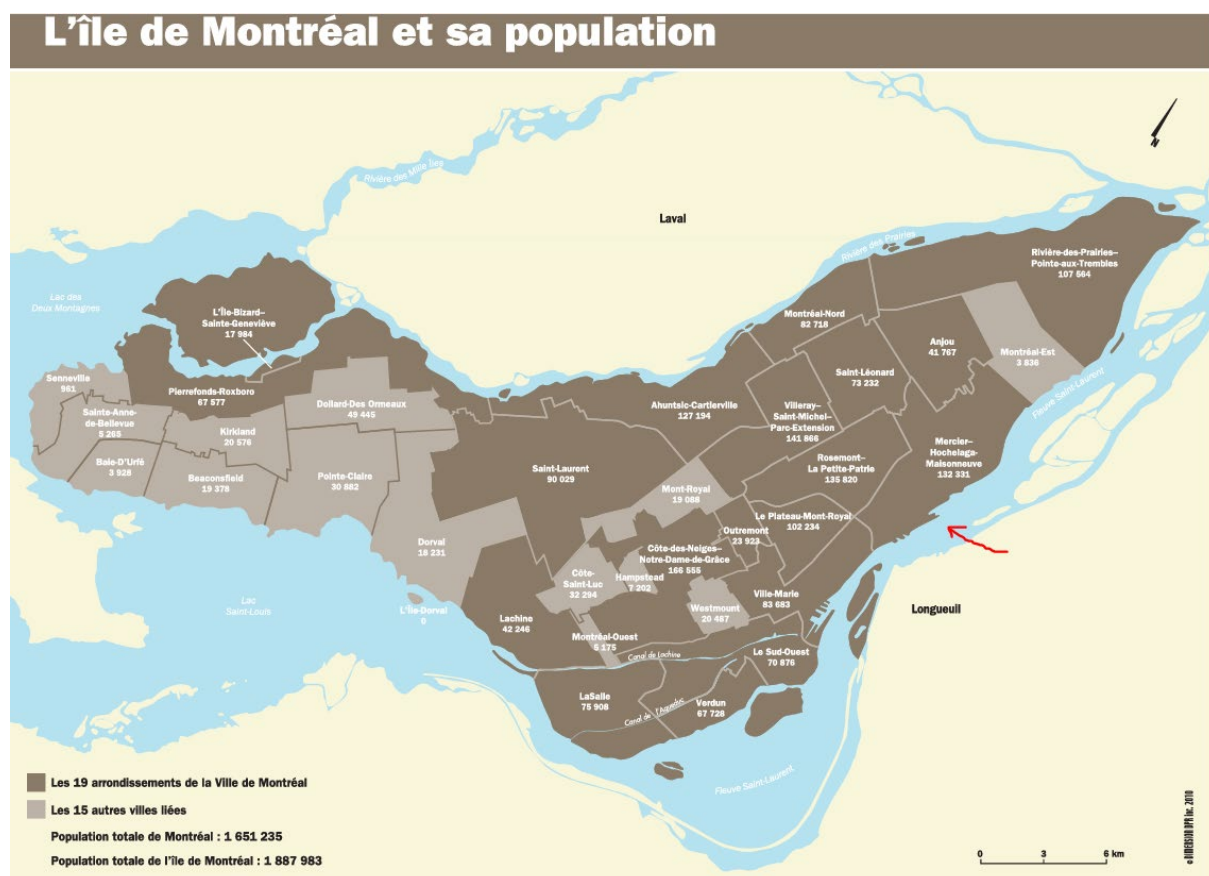 L'île de Montréal et sa population
N
Rivière des Mille Îles
Laval
Rivière des Prairies
Rivière-des-Prairies–
Pointe-aux-Trembles
107 564
Lac des
Deux Montagnes
L'Île-Bizard–
Sainte-Geneviève
17 984
Montréal-Nord
82 718
Anjou
41 767
Montréal-Est
3 836
Senneville
961
Pierrefonds-Roxboro
67 577
Saint-Léonard
73 232
Fleuve Saint-Laurent
Sainte-Anne-
de-Bellevue
5 265
Dollard-Des Ormeaux
49 445
Ahuntsic-Cartierville
127 194
Villeray–
Saint-Michel–
Parc-Extension
141 866
Kirkland
20 576
Baie-D'Urfé
3 928
Beaconsfield
19 378
Pointe-Claire
30 882
Saint-Laurent
90 029
Rosemont–
La Petite-Patrie
135 820
Mercier–
Hochelaga-
Maisonneuve
132 331
Mont-Royal
19 088
Le Plateau-Mont-Royal
102 234
Outremont
23 923
Dorval
18 231
Côte-des-Neiges–
Notre-Dame-de-Grâce
166 555
Côte-
Saint-Luc
32 294
Hampstead
7 202
Lac
Saint-Louis
L'Île-Dorval
0
Lachine
42 246
Westmount
20 487
Ville-Marie
83 683
Longueuil
Montréal-Ouest
5 175
Canal de Lachine
Le Sud-Ouest
70 876
LaSalle
75 908
Canal de l'Aqueduc
Verdun
67 728
Fleuve Saint-Laurent
Les 19 arrondissements de la Ville de Montréal
Les 15 autres villes liées
Population totale de Montréal : 1 651 235
Population totale de l'île de Montréal : 1 887 983
0 3 6 km
© DIMENSION DPR inc. 2010